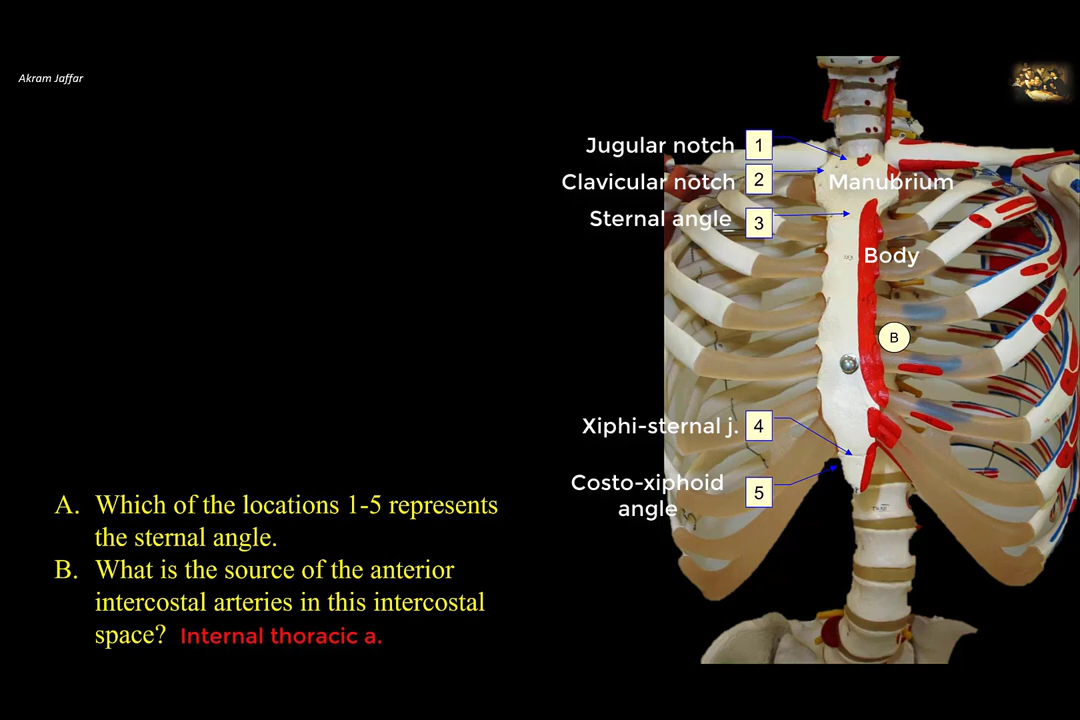 Akram Jaffar
Jugular notch 1
Clavicular notch 2
Manubrium
Sternal angle 3
Body
B
Xiphi-sternal j. 4
Costo-xiphoid
angle 5
A. Which of the locations 1-5 represents
the sternal angle.
B. What is the source of the anterior
intercostal arteries in this intercostal
space? Internal thoracic a.